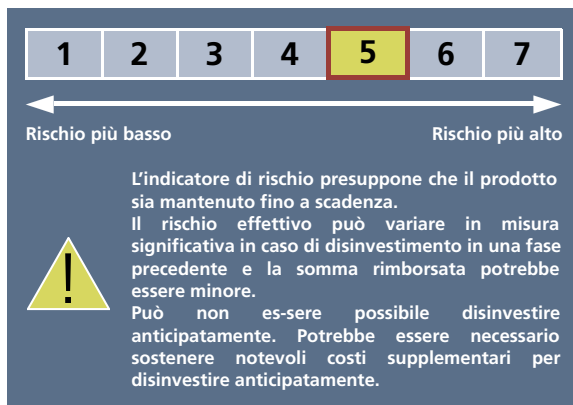 1 2 3 4 5 6 7
Rischio più basso Rischio più alto
L'indicatore di rischio presuppone che il prodotto
sia mantenuto fino a scadenza.
Il rischio effettivo può variare in misura
significativa in caso di disinvestimento in una fase
precedente e la somma rimborsata potrebbe
essere minore.
!
Può non es-sere possibile disinvestire
anticipatamente. Potrebbe essere necessario
sostenere notevoli costi supplementari per
disinvestire anticipatamente.